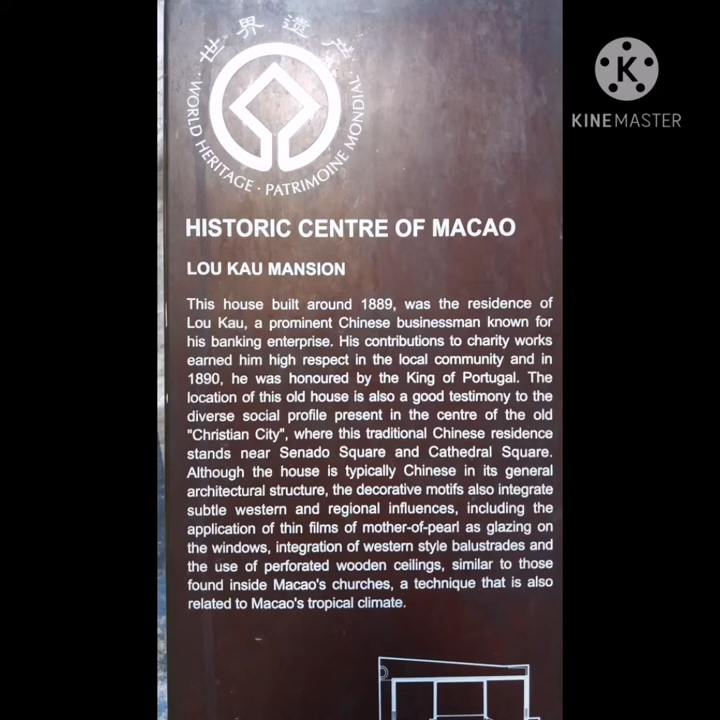 世界遗产
WORLD HERITAGE · PATRIMOINE MONDIAL
K
KINEMASTER
HISTORIC CENTRE OF MACAO
LOU KAU MANSION
This house built around 1889, was the residence of
Lou Kau, a prominent Chinese businessman known for
his banking enterprise. His contributions to charity works
earned him high respect in the local community and in
1890, he was honoured by the King of Portugal. The
location of this old house is also a good testimony to the
diverse social profile present in the centre of the old
"Christian City", where this traditional Chinese residence
stands near Senado Square and Cathedral Square.
Although the house is typically Chinese in its general
architectural structure, the decorative motifs also integrate
subtle western and regional influences, including the
application of thin films of mother-of-pearl as glazing on
the windows, integration of western style balustrades and
the use of perforated wooden ceilings, similar to those
found inside Macao's churches, a technique that is also
related to Macao's tropical climate.